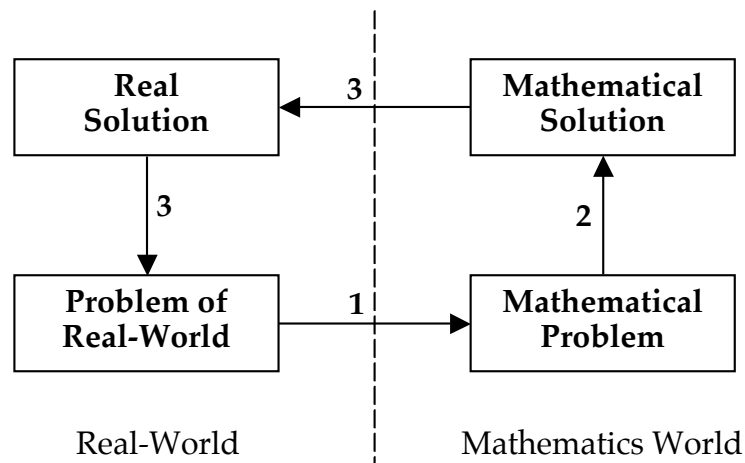 Real
Solution
3
Mathematical
Solution
3
2
Problem of
Real-World
1
Mathematical
Problem
Real-World
Mathematics World